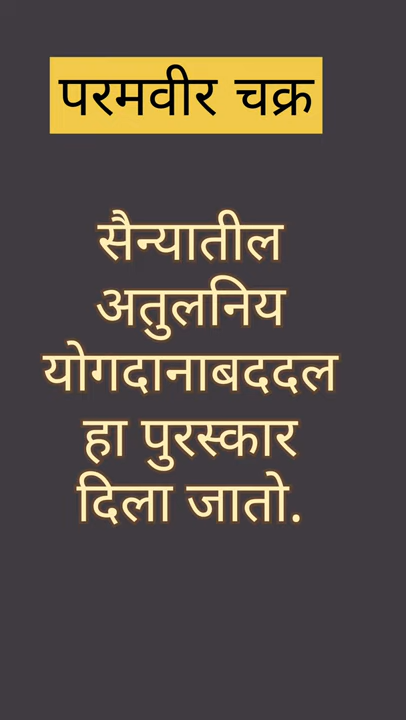 परमवीर चक्र
सैन्यातील
अतुलनिय
योगदानाबददल
हा पुरस्कार
दिला जातो.